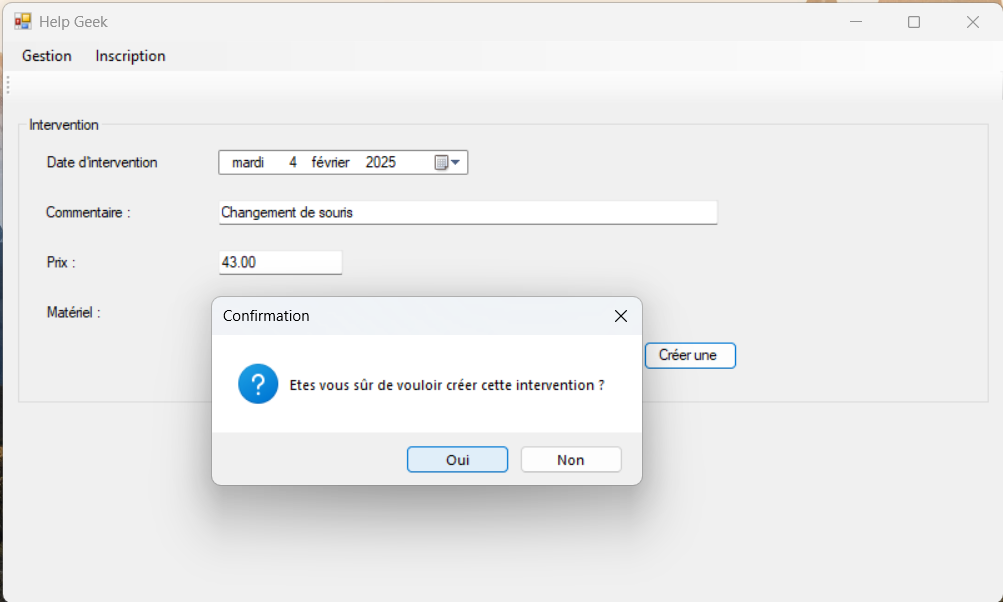 Help Geek
Gestion Inscription
Intervention
Date d'intervention mardi 4 février 2025
Commentaire : Changement de souris
Prix : 43.00
Matériel :
Confirmation
Créer une
Etes vous sûr de vouloir créer cette intervention ?
Oui Non